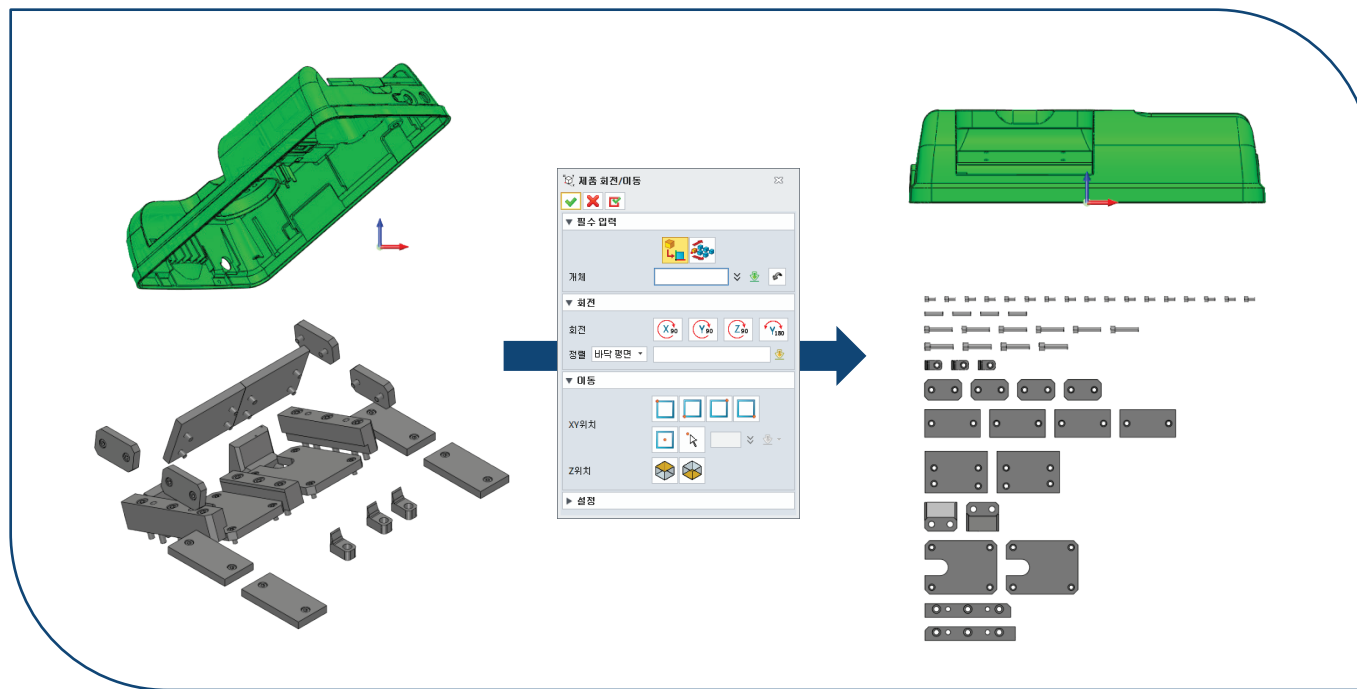 제품 회전/이동
필수 입력
개체
회전
회전 X90 Y90 Z90 Y180
정렬 바닥 평면
이동
XY위치
Z위치
설정